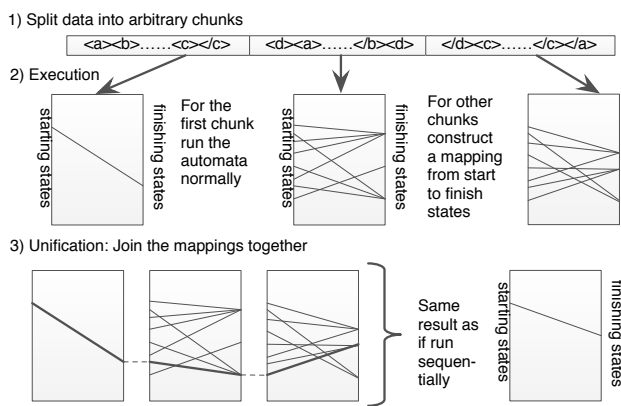 1) Split data into arbitrary chunks
<a><b>......<c></c>
<d><a>......</b><d>
</d><c>......</c></a>
2) Execution
starting states
finishing states
For the
first chunk
run the
automata
normally
starting states
finishing states
For other
chunks
construct
a mapping
from start
to finish
states
3) Unification: Join the mappings together
Same
result as
if run
sequen-
tially
starting states
finishing states